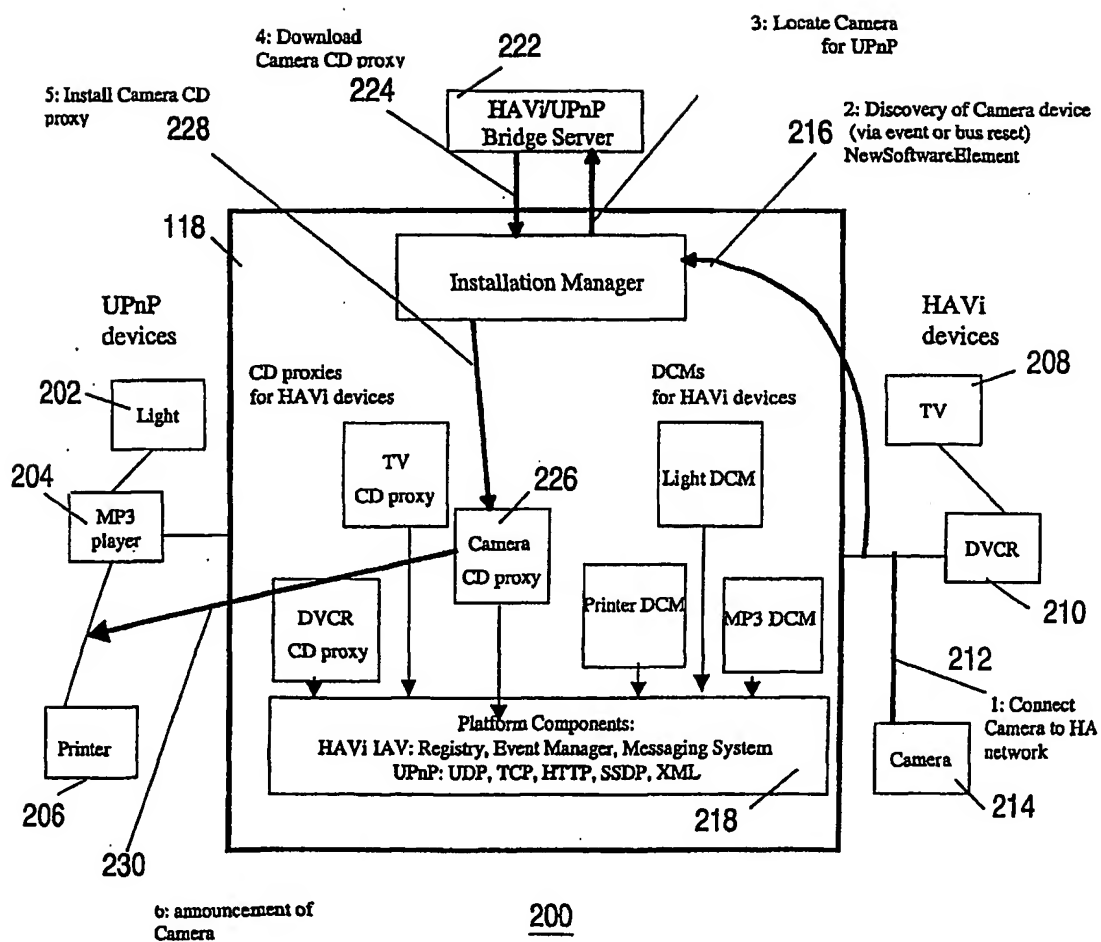 4: Download
Camera CD proxy
224
222
3: Locate Camera
for UPnP
5: Install Camera CD
proxy
228
HAVi/UPnP
Bridge Server
216
2: Discovery of Camera device
(via event or bus reset)
NewSoftwareElement
118
Installation Manager
UPnP
devices
HAVi
devices
202
Light
CD proxies
for HAVi devices
DCMs
for HAVi devices
208
TV
204
MP3
player
TV
CD proxy
226
Light DCM
Camera
CD proxy
DVCR
210
DVCR
CD proxy
Printer DCM
MP3 DCM
212
1: Connect
Camera to HA
network
Printer
206
Platform Components:
HAVi IAV: Registry, Event Manager, Messaging System
UPnP: UDP, TCP, HTTP, SSDP, XML
218
Camera
214
230
6: announcement of
Camera
200